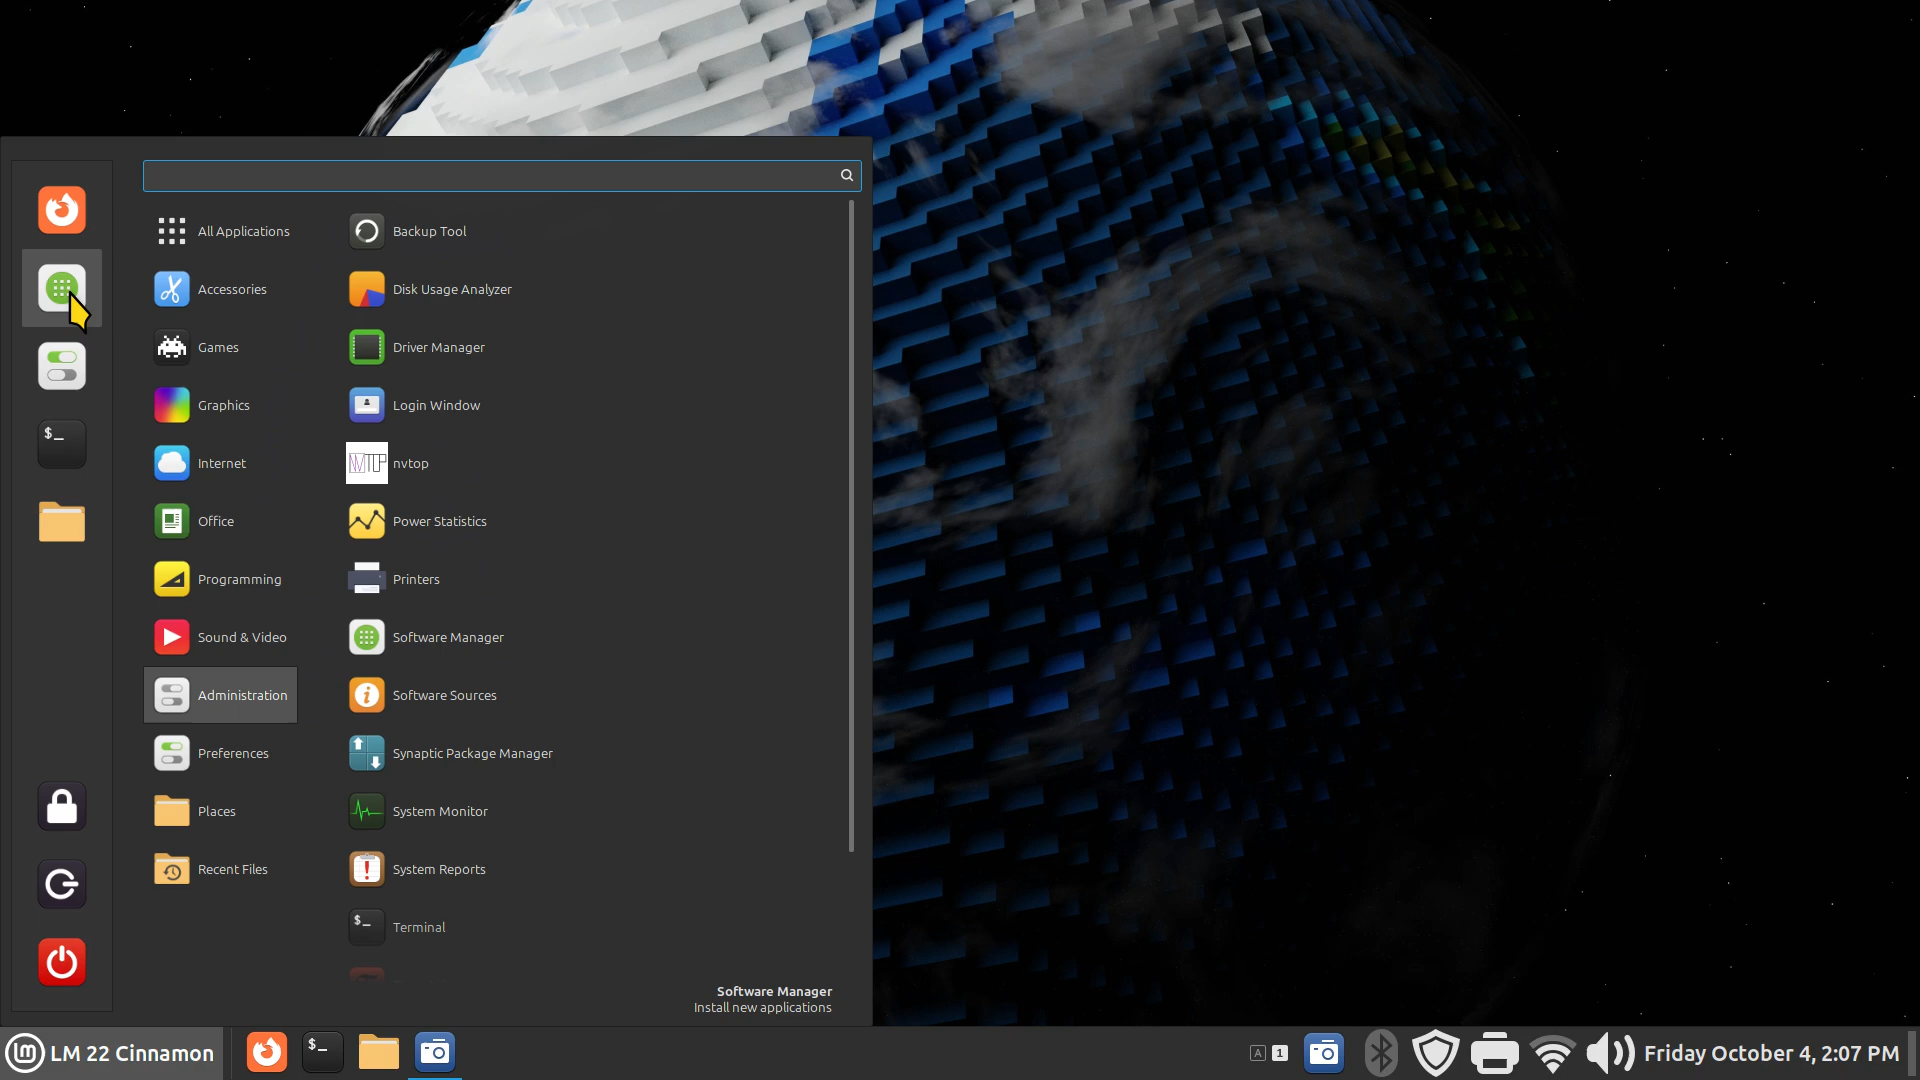 All Applications
Accessories
Games
Graphics
Internet
Office
Programming
Sound & Video
Administration
Preferences
Places
Recent Files
Backup Tool
Disk Usage Analyzer
Driver Manager
Login Window
NVTOP
nvtop
Power Statistics
Printers
Software Manager
Software Sources
Synaptic Package Manager
System Monitor
System Reports
$_
Terminal
$_
Software Manager
Install new applications
LM 22 Cinnamon
$_
A
1
Friday October 4, 2:07 PM